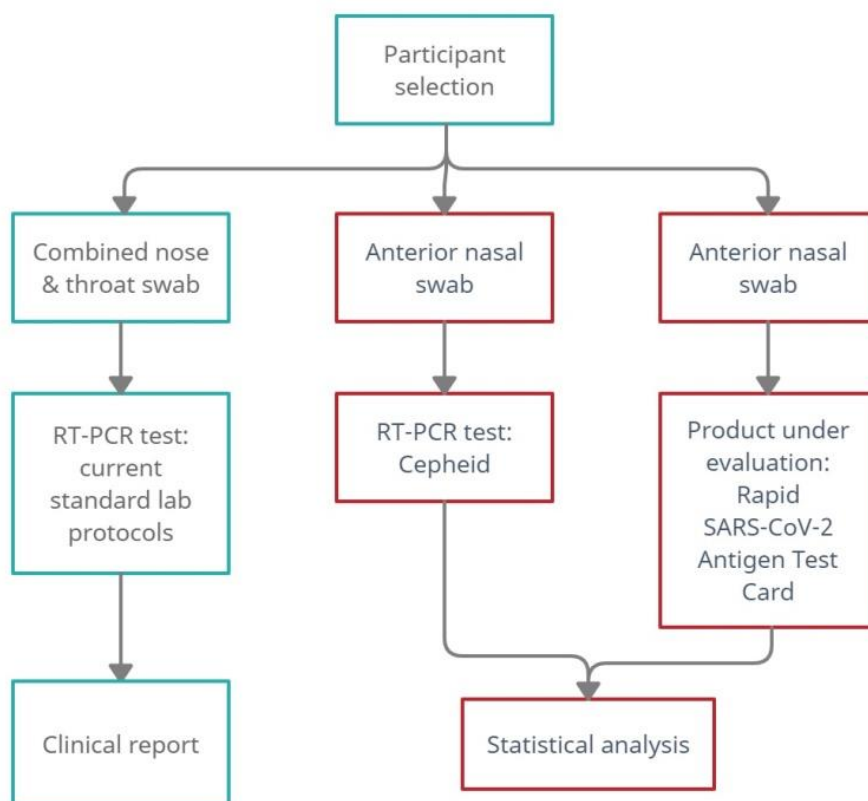 Participant
selection
Combined nose
& throat swab
Anterior nasal
swab
Anterior nasal
swab
RT-PCR test:
current
standard lab
protocols
RT-PCR test:
Cepheid
Product under
evaluation:
Rapid
SARS-CoV-2
Antigen Test
Card
Clinical report
Statistical analysis